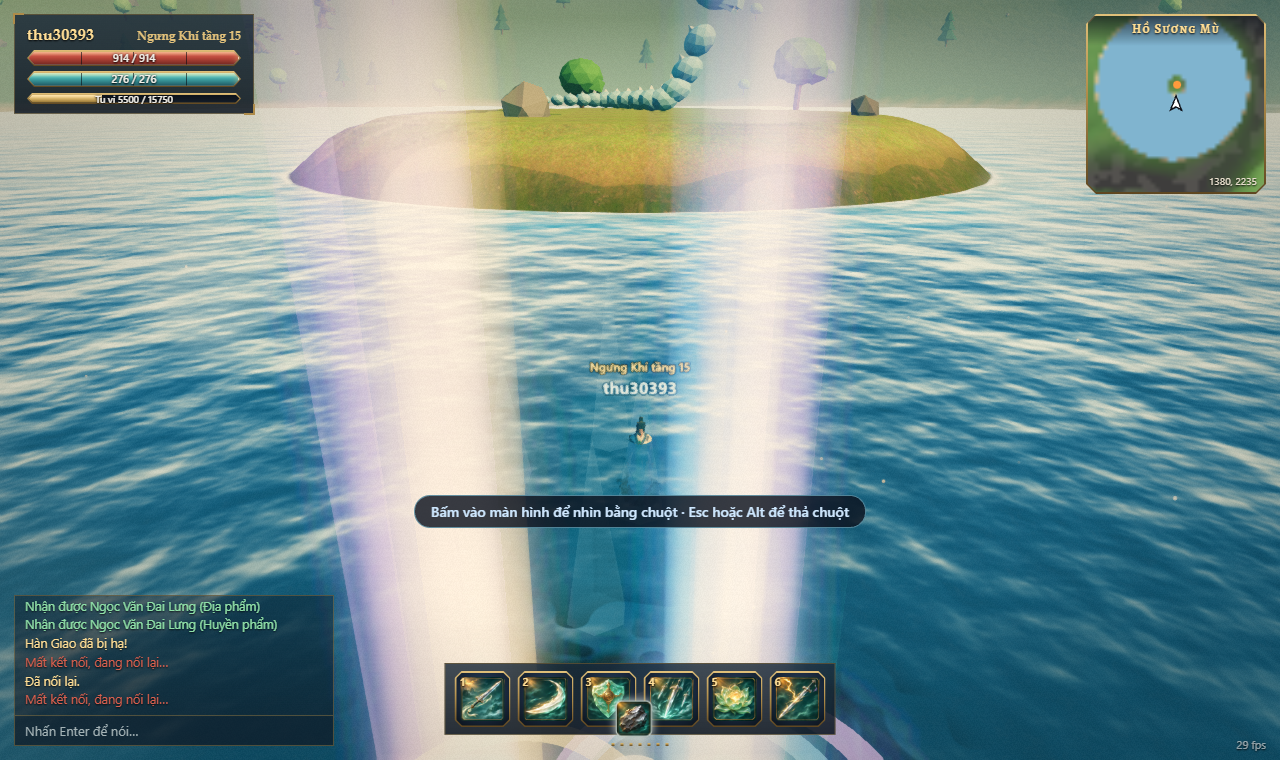 thu30393
Ngưng Khí tầng 15
914 / 914
276 / 276
Tu vi 5500 / 15750
Hồ Sương Mù
1380, 2235
Ngưng Khí tầng 15
thu30393
Bấm vào màn hình để nhìn bằng chuột · Esc hoặc Alt để thả chuột
Nhận được Ngọc Văn Đai Lưng (Địa phẩm)
Nhận được Ngọc Văn Đai Lưng (Huyền phẩm)
Hàn Giao đã bị hạ!
Mất kết nối, đang nối lại...
Đã nối lại.
Mất kết nối, đang nối lại...
Nhấn Enter để nói...
1 2 3 4 5 6
29 fps